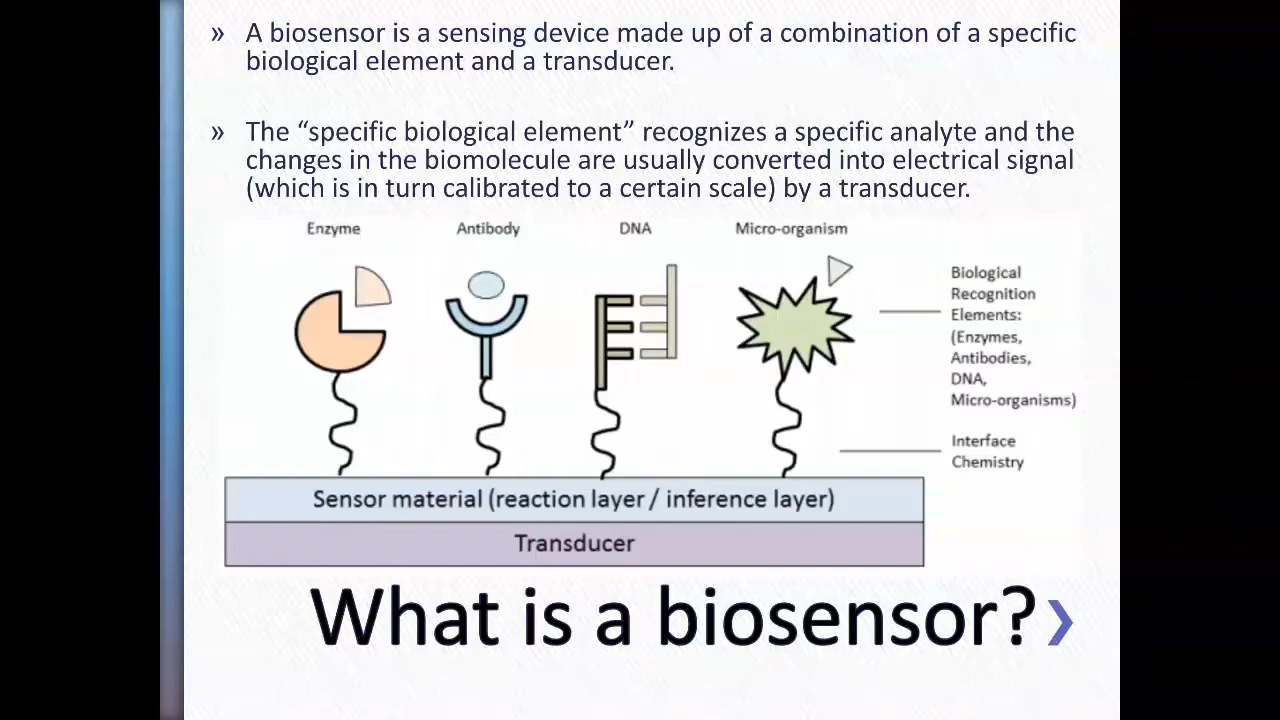 » A biosensor is a sensing device made up of a combination of a specific
biological element and a transducer.
» The “specific biological element” recognizes a specific analyte and the
changes in the biomolecule are usually converted into electrical signal
(which is in turn calibrated to a certain scale) by a transducer.
Enzyme Antibody DNA Micro-organism
Biological
Recognition
Elements:
(Enzymes,
Antibodies,
DNA,
Micro-organisms)
Interface
Chemistry
Sensor material (reaction layer / inference layer)
Transducer
What is a biosensor?